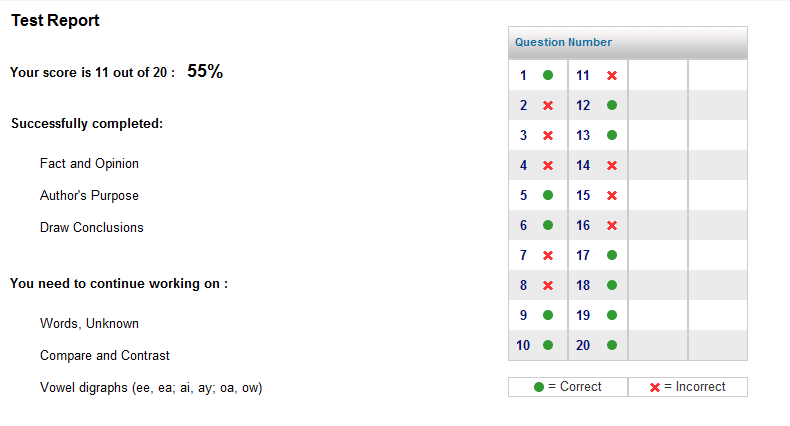 Test Report
Your score is 11 out of 20 : 55%
Successfully completed:
Fact and Opinion
Author's Purpose
Draw Conclusions
You need to continue working on :
Words, Unknown
Compare and Contrast
Vowel digraphs (ee, ea; ai, ay; oa, ow)
Question Number
1 11
2 12
3 13
4 14
5 15
6 16
7 17
8 18
9 19
10 20
= Correct = Incorrect